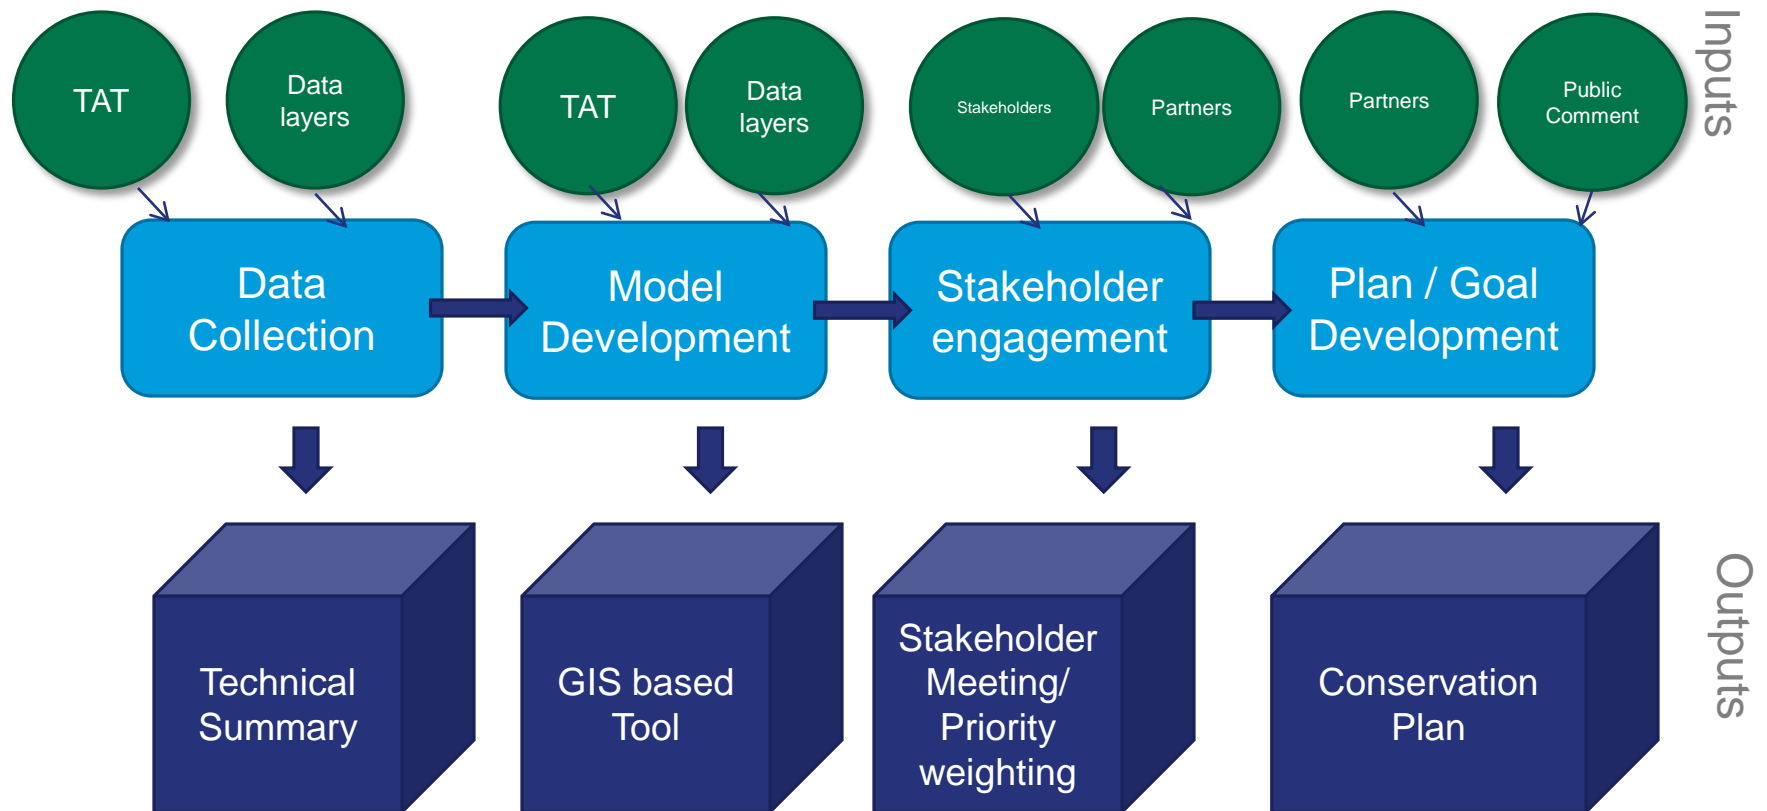 TAT
Data
layers
TAT
Data
layers
Stakeholders
Partners
Partners
Public
Comment
Inputs
Data
Collection
Model
Development
Stakeholder
engagement
Plan / Goal
Development
Technical
Summary
GIS based
Tool
Stakeholder
Meeting/
Priority
weighting
Conservation
Plan
Outputs